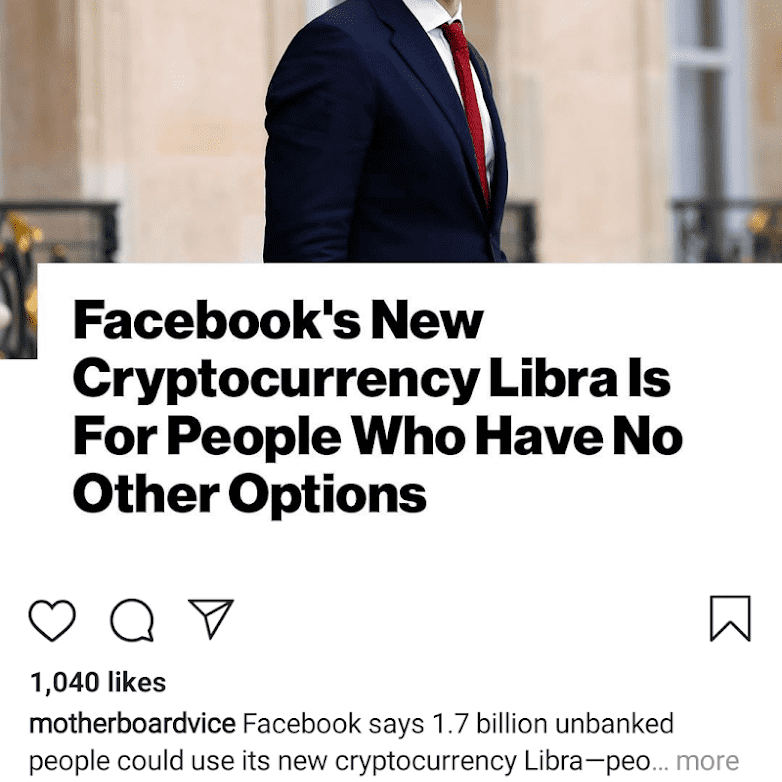 Facebook's New
Cryptocurrency Libra Is
For People Who Have No
Other Options
1,040 likes
motherboardvice Facebook says 1.7 billion unbanked
people could use its new cryptocurrency Libra—peo... more